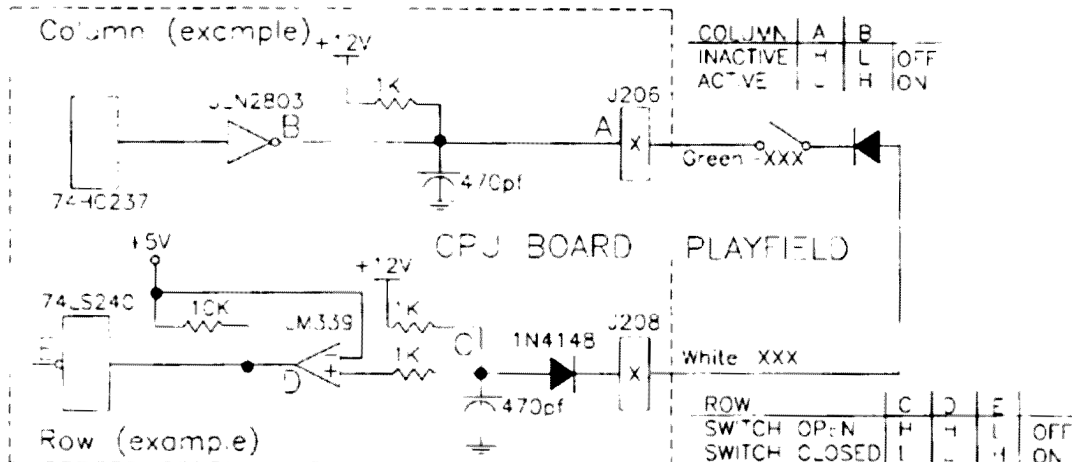 Column (example)
+12V
1K
ULN2803
B
A
J206
X
Green -XXX
470pf
74HC237
COLUMN A B
INACTIVE H L OFF
ACTIVE L H ON
+5V
CPU BOARD
PLAYFIELD
+12V
74LS240
10K
LM339
1K
C
1N4148
J208
X
White XXX
E
D
-
+
1K
470pf
Row (example)
ROW C D E
SWITCH OPEN H H L OFF
SWITCH CLOSED L L H ON